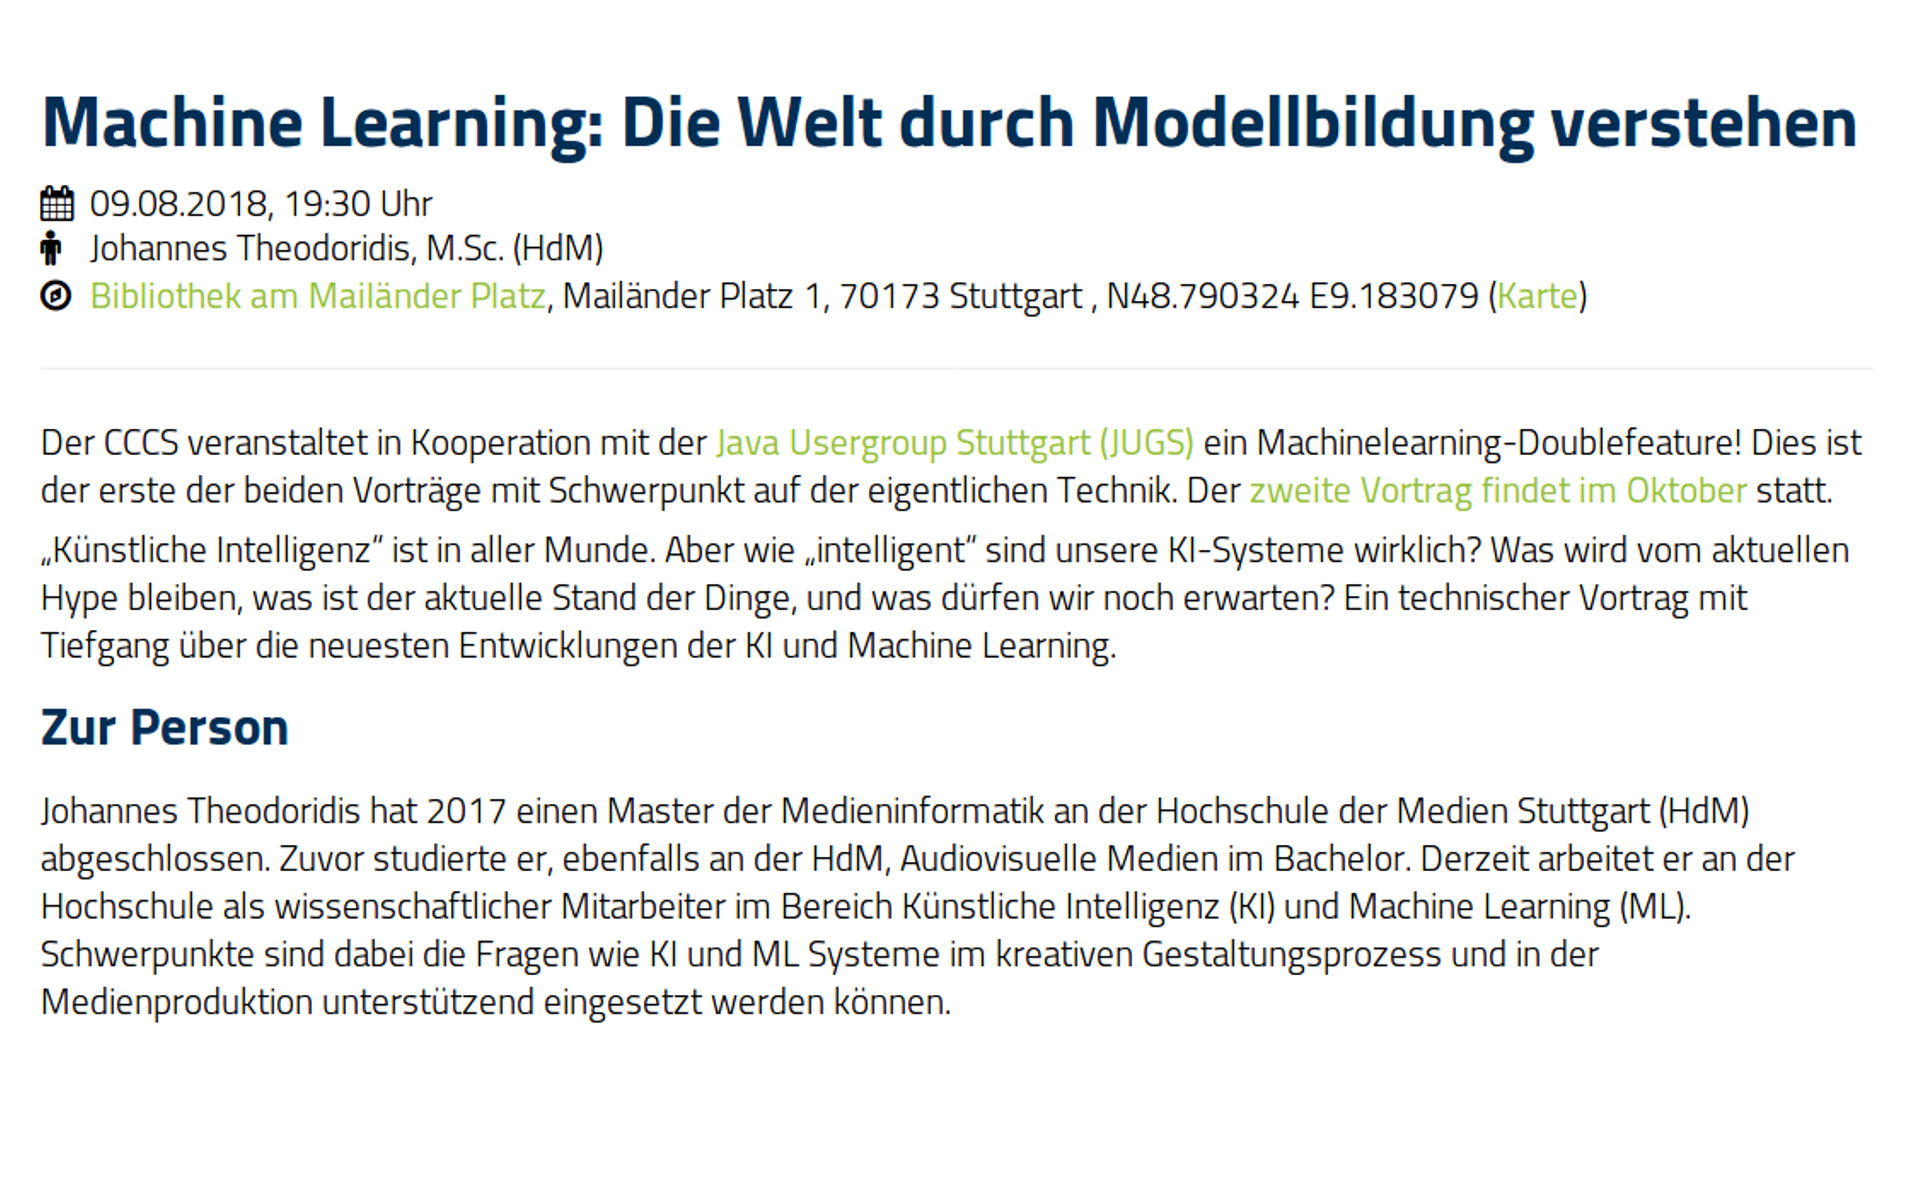 Machine Learning: Die Welt durch Modellbildung verstehen
09.08.2018, 19:30 Uhr
Johannes Theodoridis, M.Sc. (HdM)
Bibliothek am Mailänder Platz, Mailänder Platz 1, 70173 Stuttgart , N48.790324 E9.183079 (Karte)
Der CCCS veranstaltet in Kooperation mit der Java Usergroup Stuttgart (JUGS) ein Machinelearning-Doublefeature! Dies ist
der erste der beiden Vorträge mit Schwerpunkt auf der eigentlichen Technik. Der zweite Vortrag findet im Oktober statt.
„Künstliche Intelligenz“ ist in aller Munde. Aber wie „intelligent“ sind unsere KI-Systeme wirklich? Was wird vom aktuellen
Hype bleiben, was ist der aktuelle Stand der Dinge, und was dürfen wir noch erwarten? Ein technischer Vortrag mit
Tiefgang über die neuesten Entwicklungen der KI und Machine Learning.
Zur Person
Johannes Theodoridis hat 2017 einen Master der Medieninformatik an der Hochschule der Medien Stuttgart (HdM)
abgeschlossen. Zuvor studierte er, ebenfalls an der HdM, Audiovisuelle Medien im Bachelor. Derzeit arbeitet er an der
Hochschule als wissenschaftlicher Mitarbeiter im Bereich Künstliche Intelligenz (KI) und Machine Learning (ML).
Schwerpunkte sind dabei die Fragen wie KI und ML Systeme im kreativen Gestaltungsprozess und in der
Medienproduktion unterstützend eingesetzt werden können.